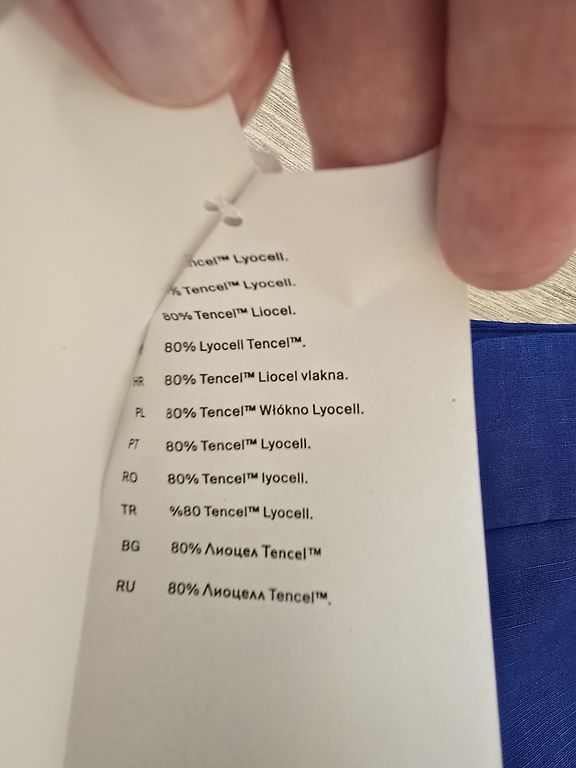 Lyocell.
Tencel™ Lyocell.
80% Tencel™ Liocel.
80% Lyocell Tencel™.
HR 80% Tencel™ Liocel vlakna.
PL 80% Tencel™ Włókno Lyocell.
PT 80% Tencel™ Lyocell.
RO 80% Tencel™ lyocell.
TR %80 Tencel™ Lyocell.
BG 80% Лиоцел Tencel™
RU 80% Лиоцелл Tencel™.